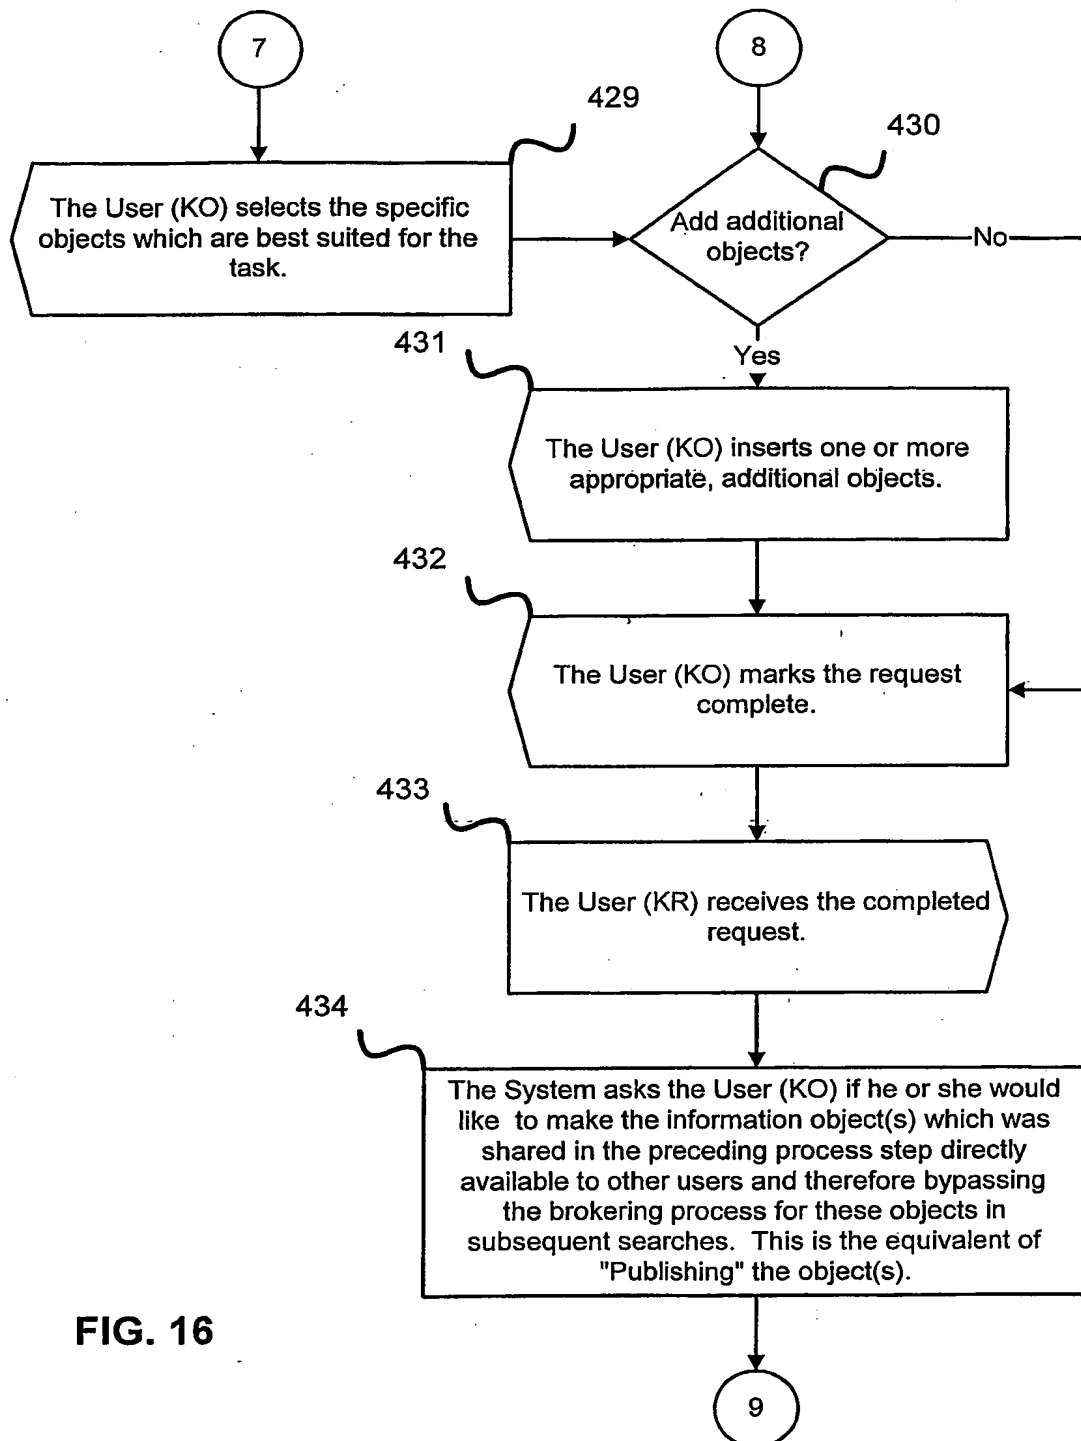 7
8
429
430
The User (KO) selects the specific
objects which are best suited for the
task.
Add additional
objects?
No
431
Yes
The User (KO) inserts one or more
appropriate, additional objects.
432
The User (KO) marks the request
complete.
433
The User (KR) receives the completed
request.
434
The System asks the User (KO) if he or she would
like to make the information object(s) which was
shared in the preceding process step directly
available to other users and therefore bypassing
the brokering process for these objects in
subsequent searches. This is the equivalent of
"Publishing" the object(s).
FIG. 16
9